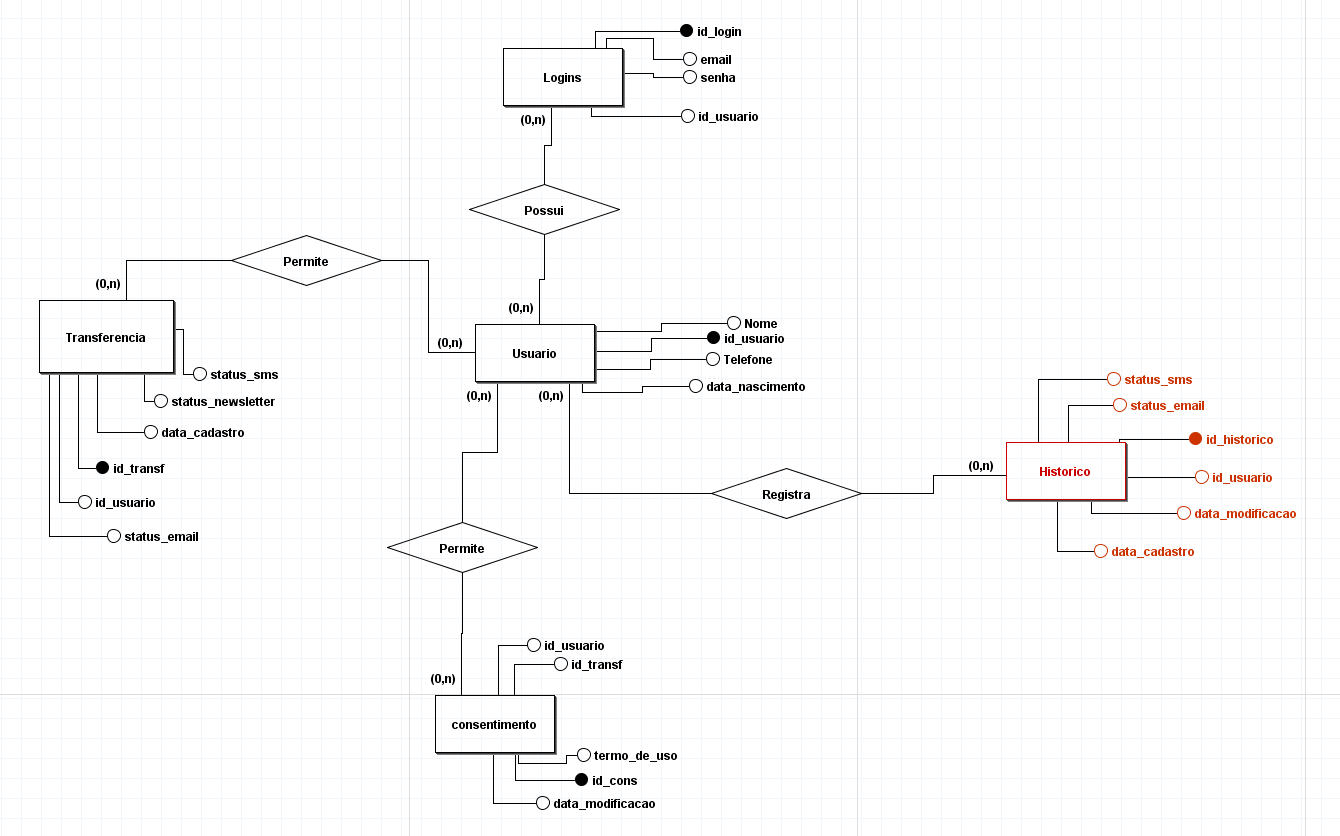 id_login
email
Logins
senha
id_usuario
(0,n)
Possui
Permite
(0,n)
(0,n)
Nome
id_usuario
Transferencia
(0,n)
Usuario
Telefone
status_sms
data_nascimento
(0,n)
(0,n)
status_newsletter
data_cadastro
id_transf
id_usuario
status_email
status_sms
status_email
id_historico
(0,n)
Historico
id_usuario
Registra
data_modificacao
data_cadastro
Permite
id_usuario
id_transf
(0,n)
consentimento
termo_de_uso
id_cons
data_modificacao